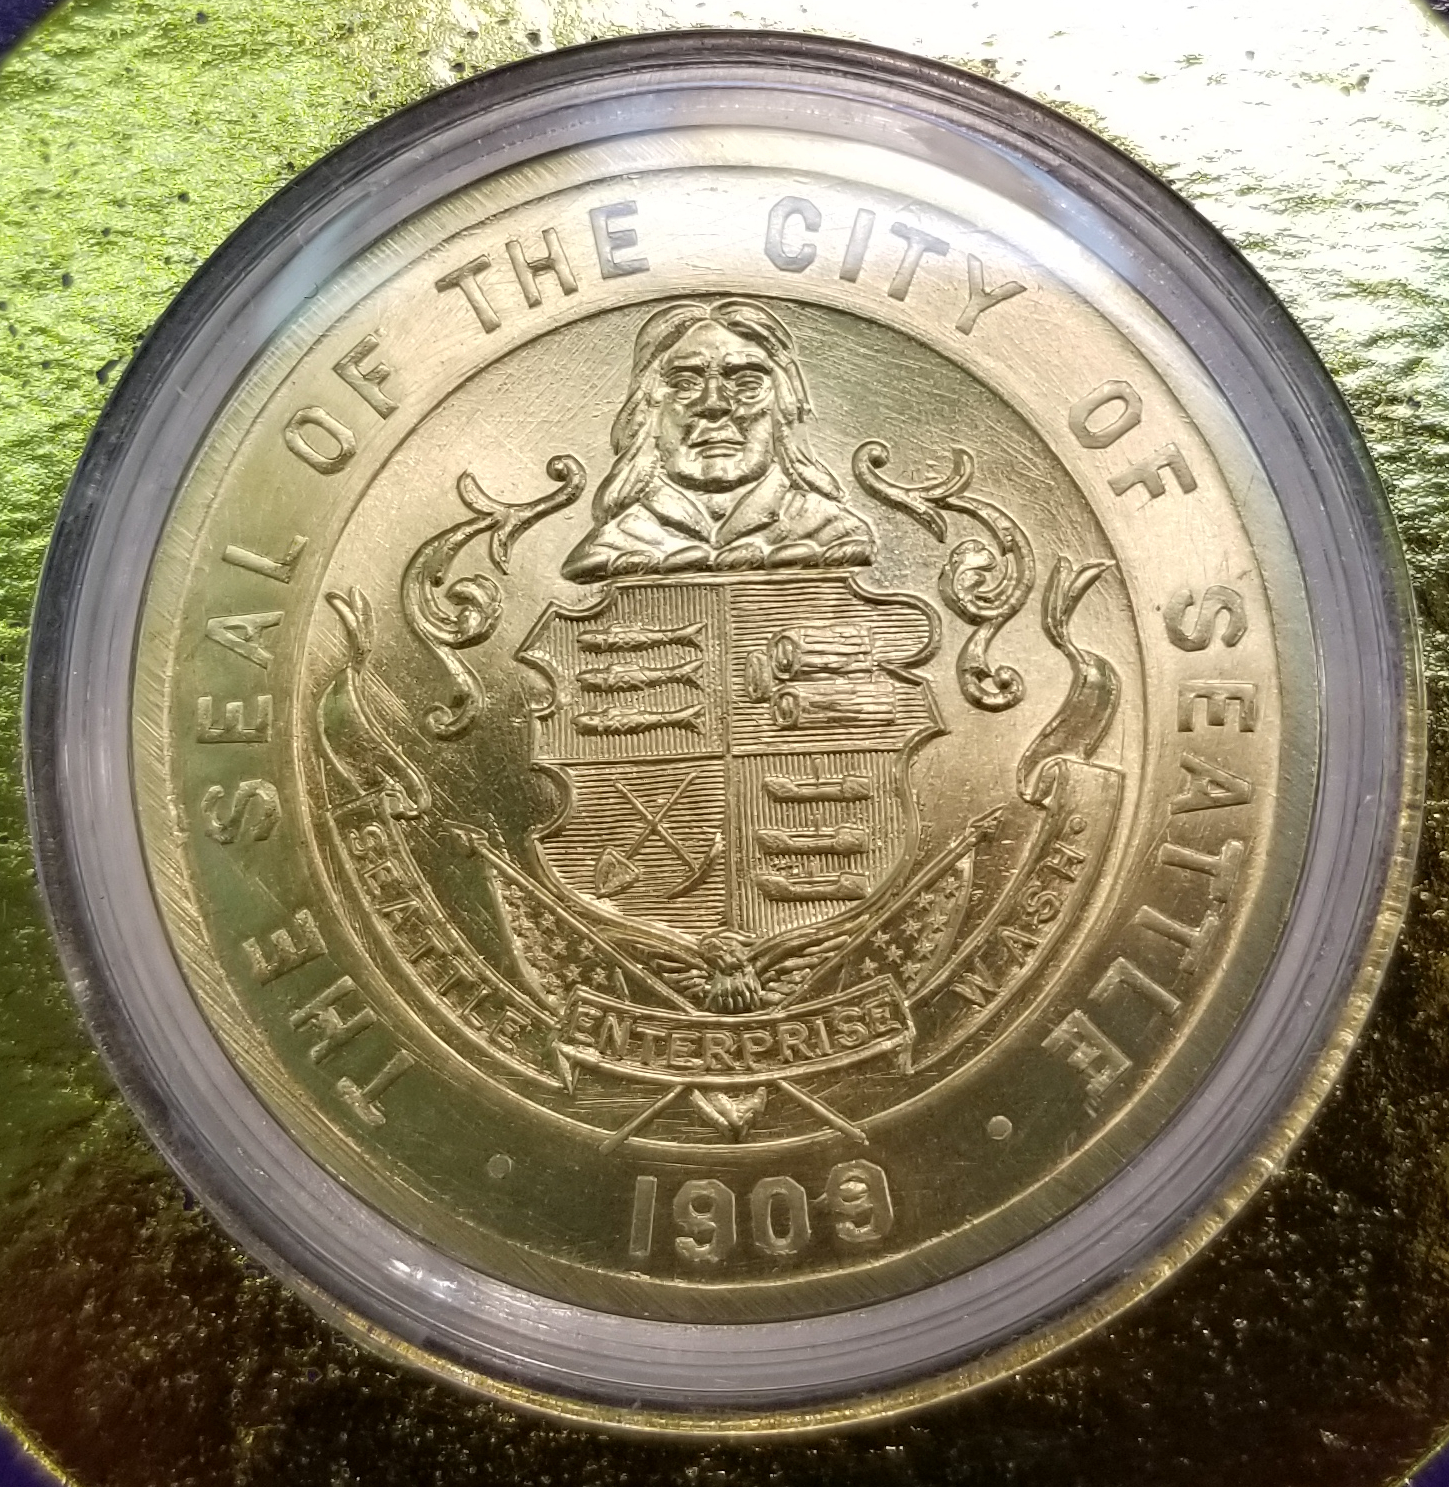 THE SEAL OF THE CITY OF SEATTLE
SEATTLE
ENTERPRISE
WASH.
• 1909 •